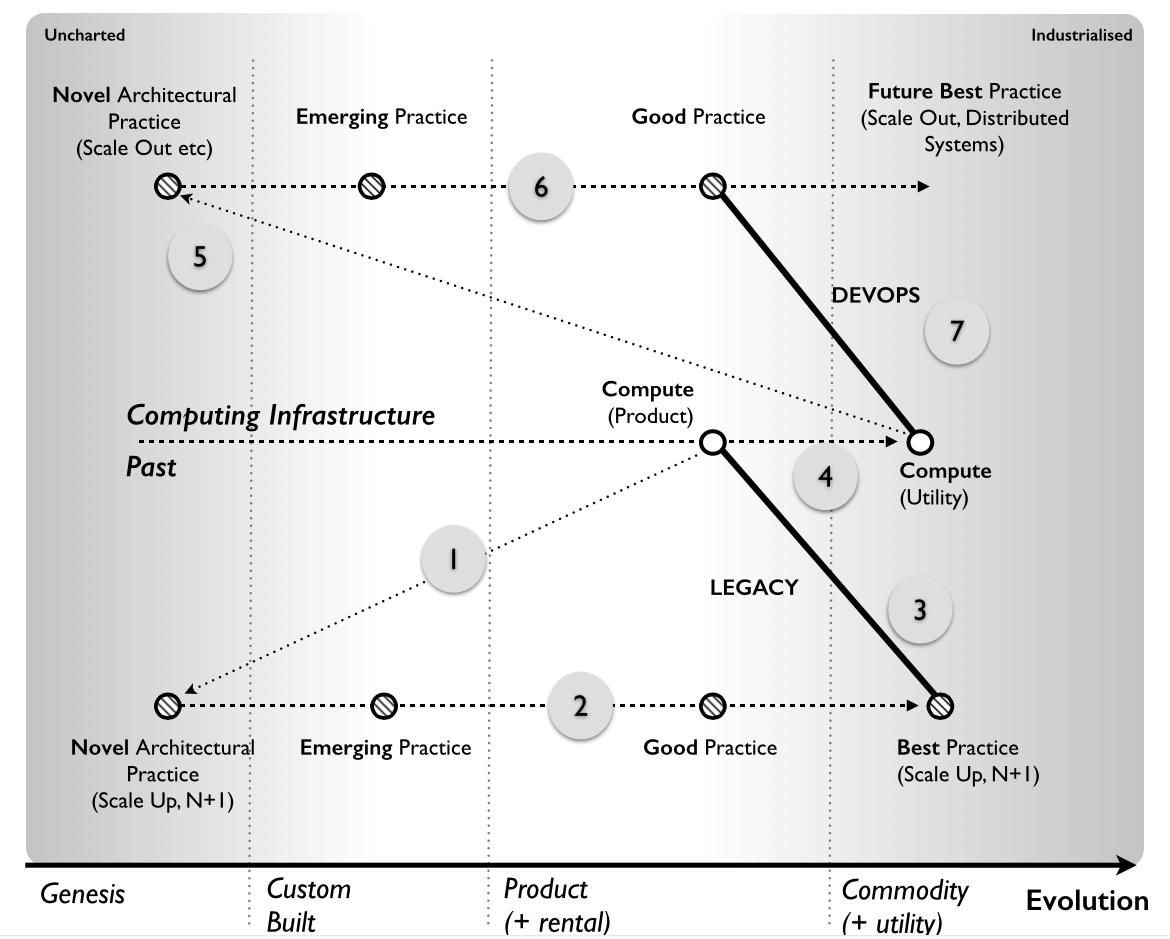 Uncharted
Industrialised
Novel Architectural
Practice
(Scale Out etc)
Emerging Practice
Good Practice
Future Best Practice
(Scale Out, Distributed
Systems)
6
5
DEVOPS
7
Compute
(Product)
Computing Infrastructure
Past
4
Compute
(Utility)
1
LEGACY
3
2
Novel Architectural
Practice
(Scale Up, N+1)
Emerging Practice
Good Practice
Best Practice
(Scale Up, N+1)
Genesis
Custom
Built
Product
(+ rental)
Commodity
(+ utility)
Evolution